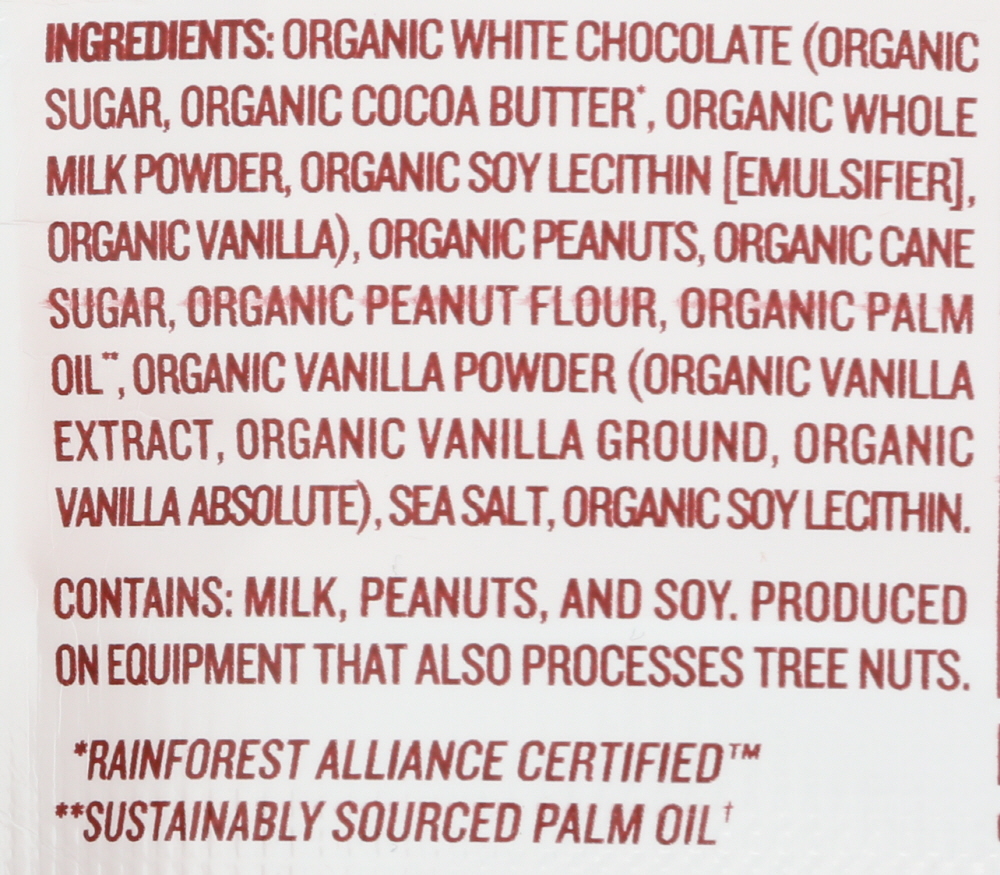 INGREDIENTS: ORGANIC WHITE CHOCOLATE (ORGANIC
SUGAR, ORGANIC COCOA BUTTER*, ORGANIC WHOLE
MILK POWDER, ORGANIC SOY LECITHIN [EMULSIFIER],
ORGANIC VANILLA), ORGANIC PEANUTS, ORGANIC CANE
SUGAR, ORGANIC PEANUT FLOUR, ORGANIC PALM
OIL**, ORGANIC VANILLA POWDER (ORGANIC VANILLA
EXTRACT, ORGANIC VANILLA GROUND, ORGANIC
VANILLA ABSOLUTE), SEA SALT, ORGANIC SOY LECITHIN.
CONTAINS: MILK, PEANUTS, AND SOY. PRODUCED
ON EQUIPMENT THAT ALSO PROCESSES TREE NUTS.
*RAINFOREST ALLIANCE CERTIFIED™
**SUSTAINABLY SOURCED PALM OIL†